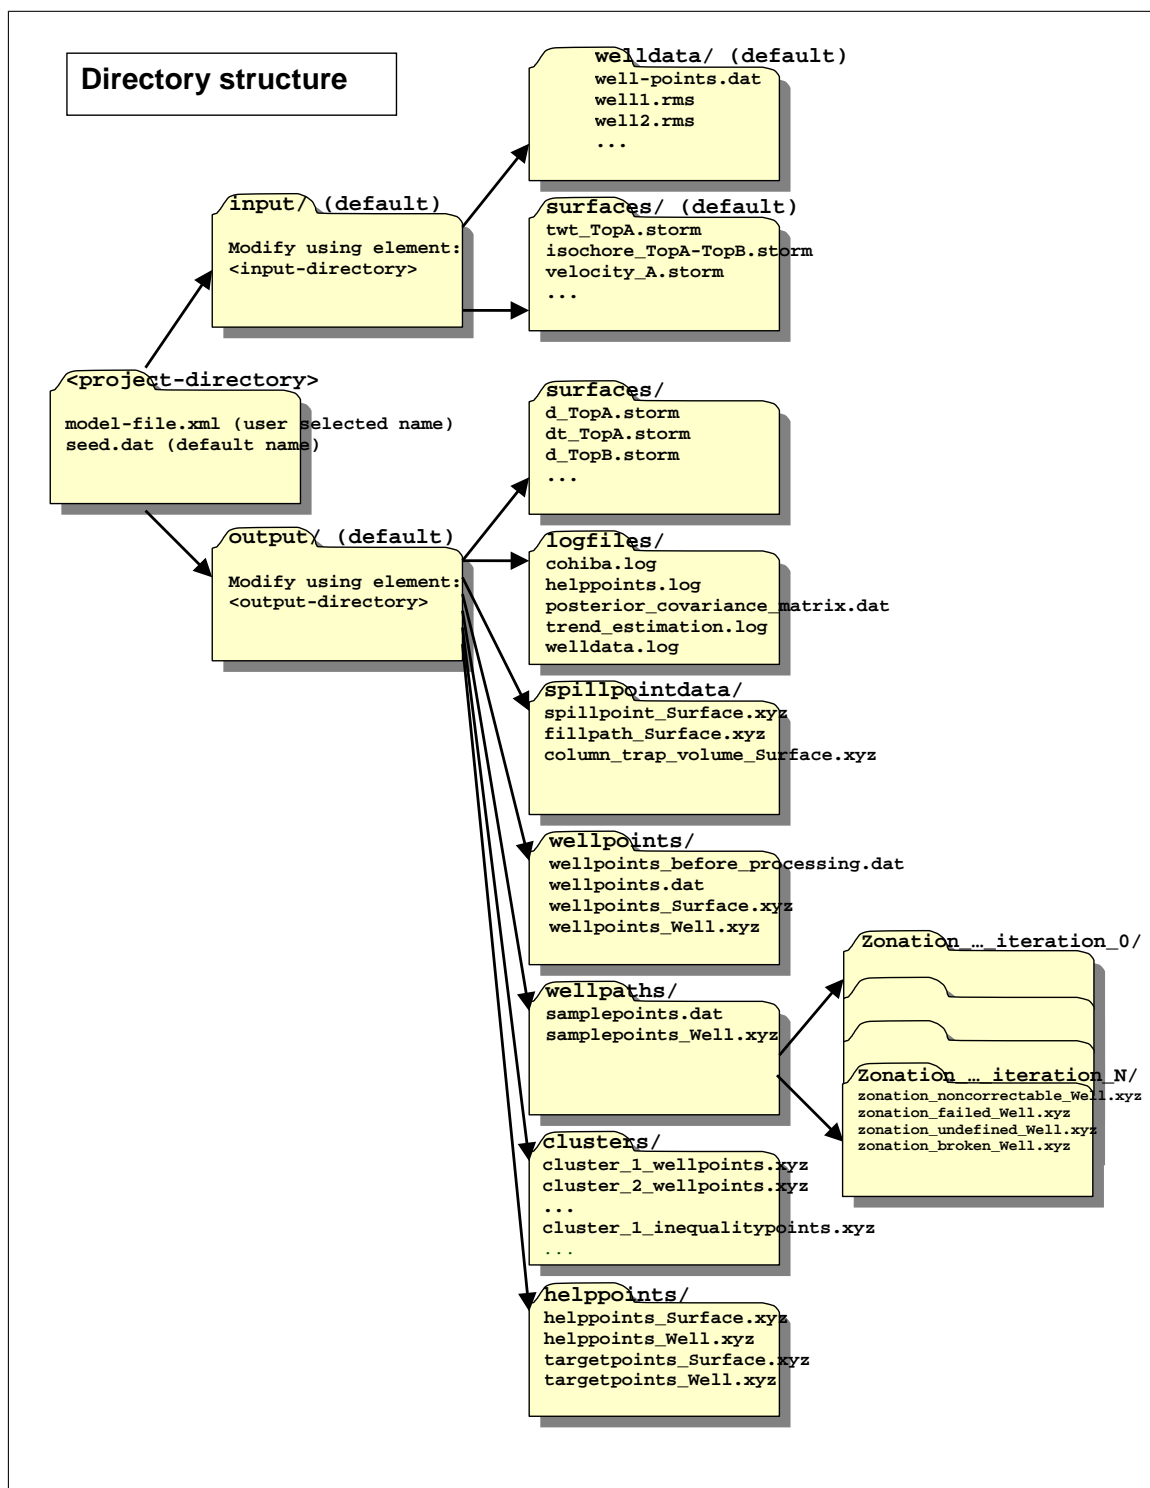 Directory structure
welldata/ (default)
well-points.dat
well1.rms
well2.rms
...
input/ (default)
Modify using element:
<input-directory>
surfaces/ (default)
twt_TopA.storm
isochore_TopA-TopB.storm
velocity_A.storm
...
<project-directory>
model-file.xml (user selected name)
seed.dat (default name)
surfaces/
d_TopA.storm
dt_TopA.storm
d_TopB.storm
...
output/ (default)
Modify using element:
<output-directory>
logfiles/
cohiba.log
helppoints.log
posterior_covariance_matrix.dat
trend_estimation.log
welldata.log
spillpointdata/
spillpoint_Surface.xyz
fillpath_Surface.xyz
column_trap_volume_Surface.xyz
wellpoints/
wellpoints_before_processing.dat
wellpoints.dat
wellpoints_Surface.xyz
wellpoints_Well.xyz
wellpaths/
samplepoints.dat
samplepoints_Well.xyz
Zonation_…_iteration_0/
Zonation_…_iteration_N/
zonation_noncorrectable_Well.xyz
zonation_failed_Well.xyz
zonation_undefined_Well.xyz
zonation_broken_Well.xyz
clusters/
cluster_1_wellpoints.xyz
cluster_2_wellpoints.xyz
...
cluster_1_inequalitypoints.xyz
...
helppoints/
helppoints_Surface.xyz
helppoints_Well.xyz
targetpoints_Surface.xyz
targetpoints_Well.xyz